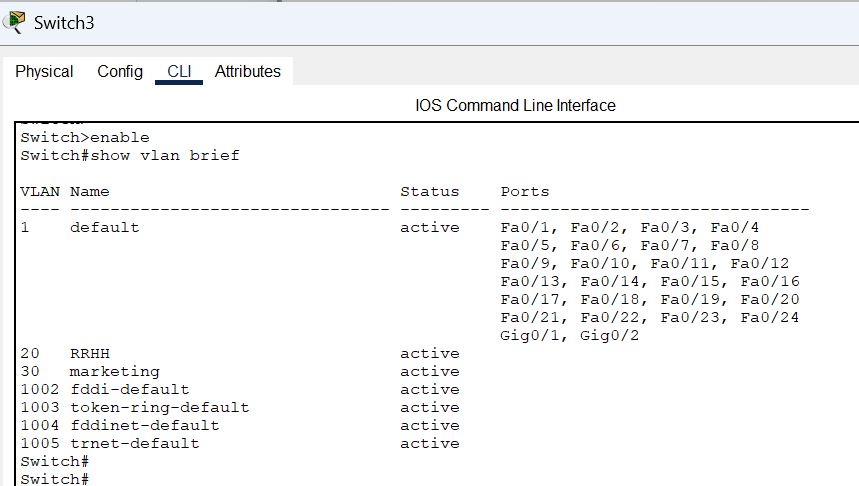 Switch3
Physical Config CLI Attributes
IOS Command Line Interface
Switch>enable
Switch#show vlan brief
VLAN Name                             Status    Ports
---- -------------------------------- --------- -------------------------------
1    default                          active    Fa0/1, Fa0/2, Fa0/3, Fa0/4
                                                Fa0/5, Fa0/6, Fa0/7, Fa0/8
                                                Fa0/9, Fa0/10, Fa0/11, Fa0/12
                                                Fa0/13, Fa0/14, Fa0/15, Fa0/16
                                                Fa0/17, Fa0/18, Fa0/19, Fa0/20
                                                Fa0/21, Fa0/22, Fa0/23, Fa0/24
                                                Gig0/1, Gig0/2
20   RRHH                             active
30   marketing                        active
1002 fddi-default                     active
1003 token-ring-default               active
1004 fddinet-default                  active
1005 trnet-default                    active
Switch#
Switch#